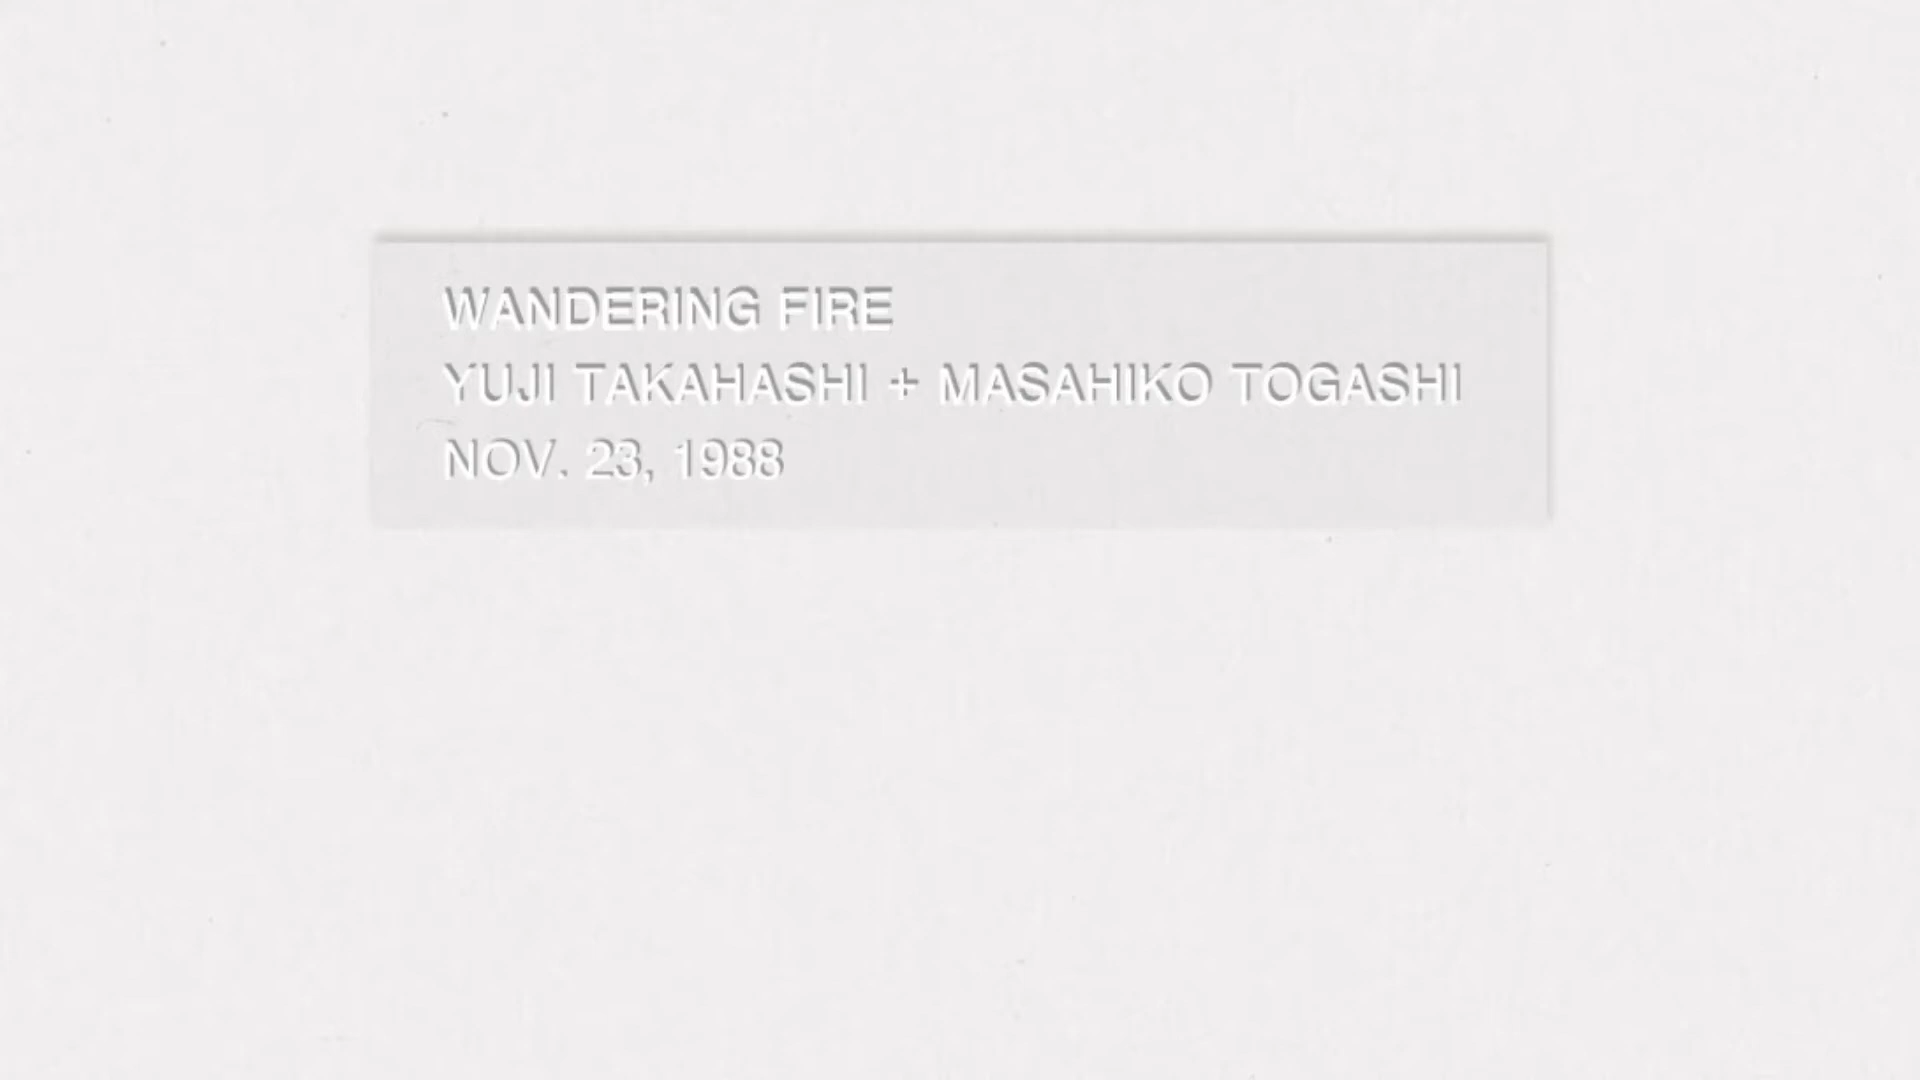 WANDERING FIRE
YUJI TAKAHASHI + MASAHIKO TOGASHI
NOV. 23, 1988